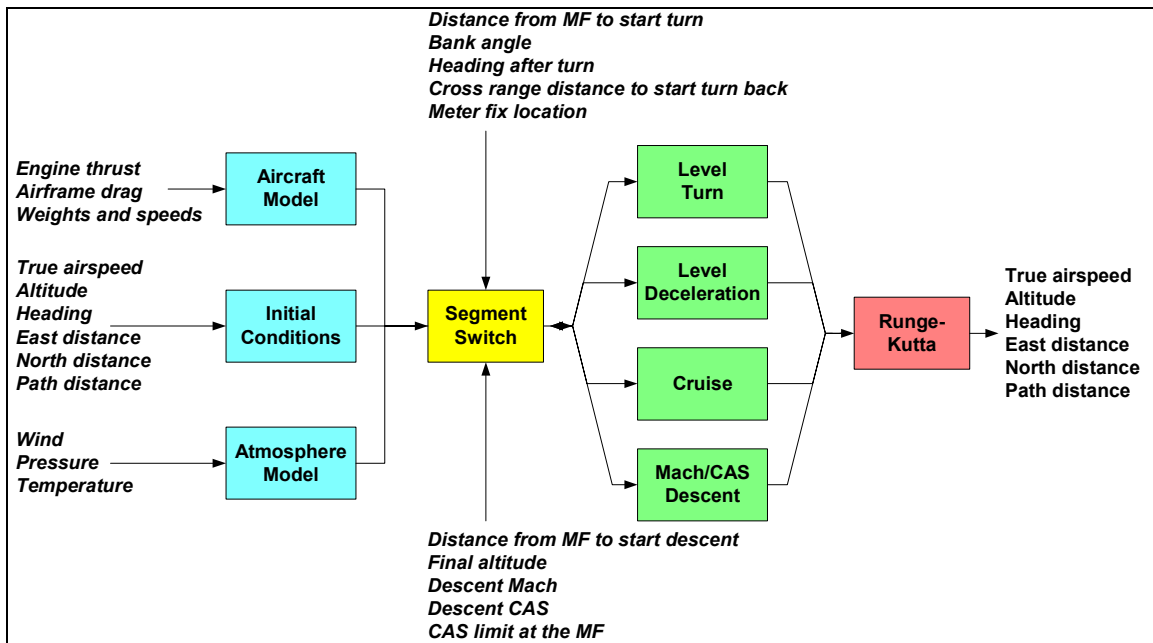 Distance from MF to start turn
Bank angle
Heading after turn
Cross range distance to start turn back
Meter fix location
Engine thrust
Airframe drag
Weights and speeds
Aircraft
Model
True airspeed
Altitude
Heading
East distance
North distance
Path distance
Initial
Conditions
Wind
Pressure
Temperature
Atmosphere
Model
Segment
Switch
Distance from MF to start descent
Final altitude
Descent Mach
Descent CAS
CAS limit at the MF
Level
Turn
Level
Deceleration
Cruise
Mach/CAS
Descent
Runge-
Kutta
True airspeed
Altitude
Heading
East distance
North distance
Path distance